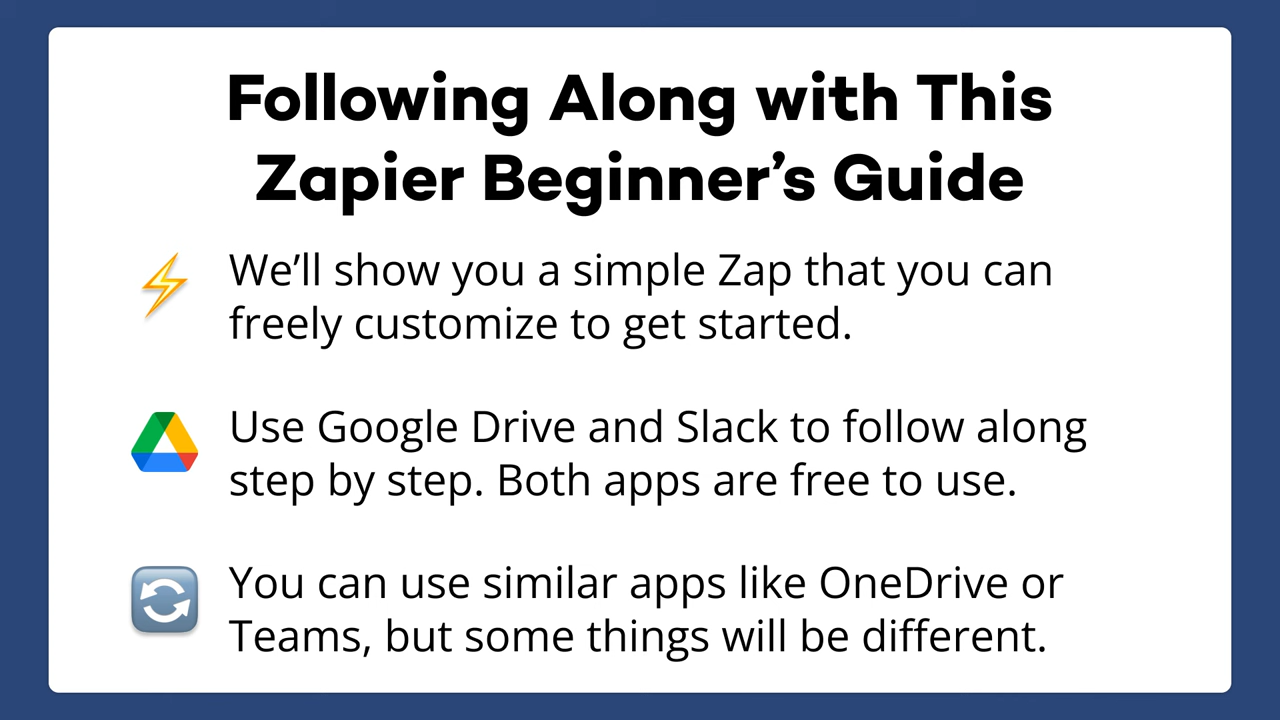 Following Along with This
Zapier Beginner’s Guide
We’ll show you a simple Zap that you can
freely customize to get started.
Use Google Drive and Slack to follow along
step by step. Both apps are free to use.
You can use similar apps like OneDrive or
Teams, but some things will be different.